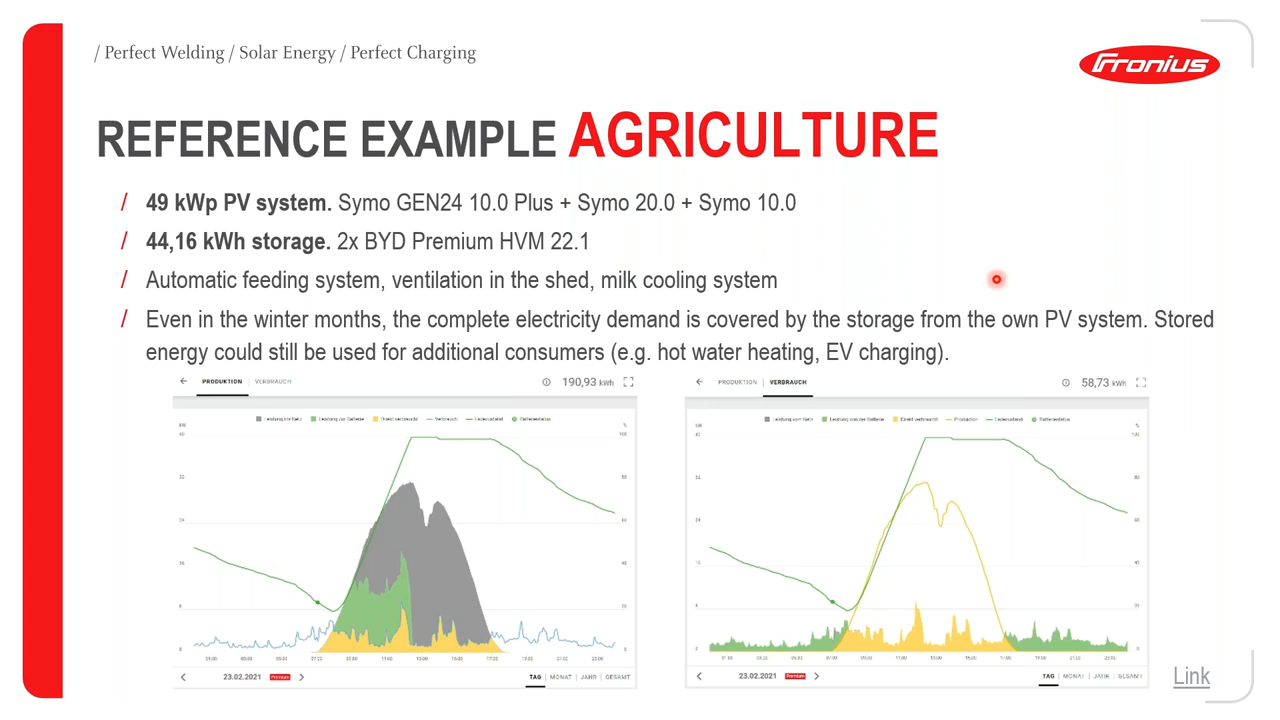 / Perfect Welding / Solar Energy / Perfect Charging
Fronius
REFERENCE EXAMPLE AGRICULTURE
/ 49 kWp PV system. Symo GEN24 10.0 Plus + Symo 20.0 + Symo 10.0
/ 44,16 kWh storage. 2x BYD Premium HVM 22.1
/ Automatic feeding system, ventilation in the shed, milk cooling system
/ Even in the winter months, the complete electricity demand is covered by the storage from the own PV system. Stored
energy could still be used for additional consumers (e.g. hot water heating, EV charging).
PRODUKTION VERBRAUCH 190,93 kWh
23.02.2021 Premium TAG MONAT JAHR GESAMT
PRODUKTION VERBRAUCH 58,73 kWh
23.02.2021 Premium TAG MONAT JAHR GESAMT
Link